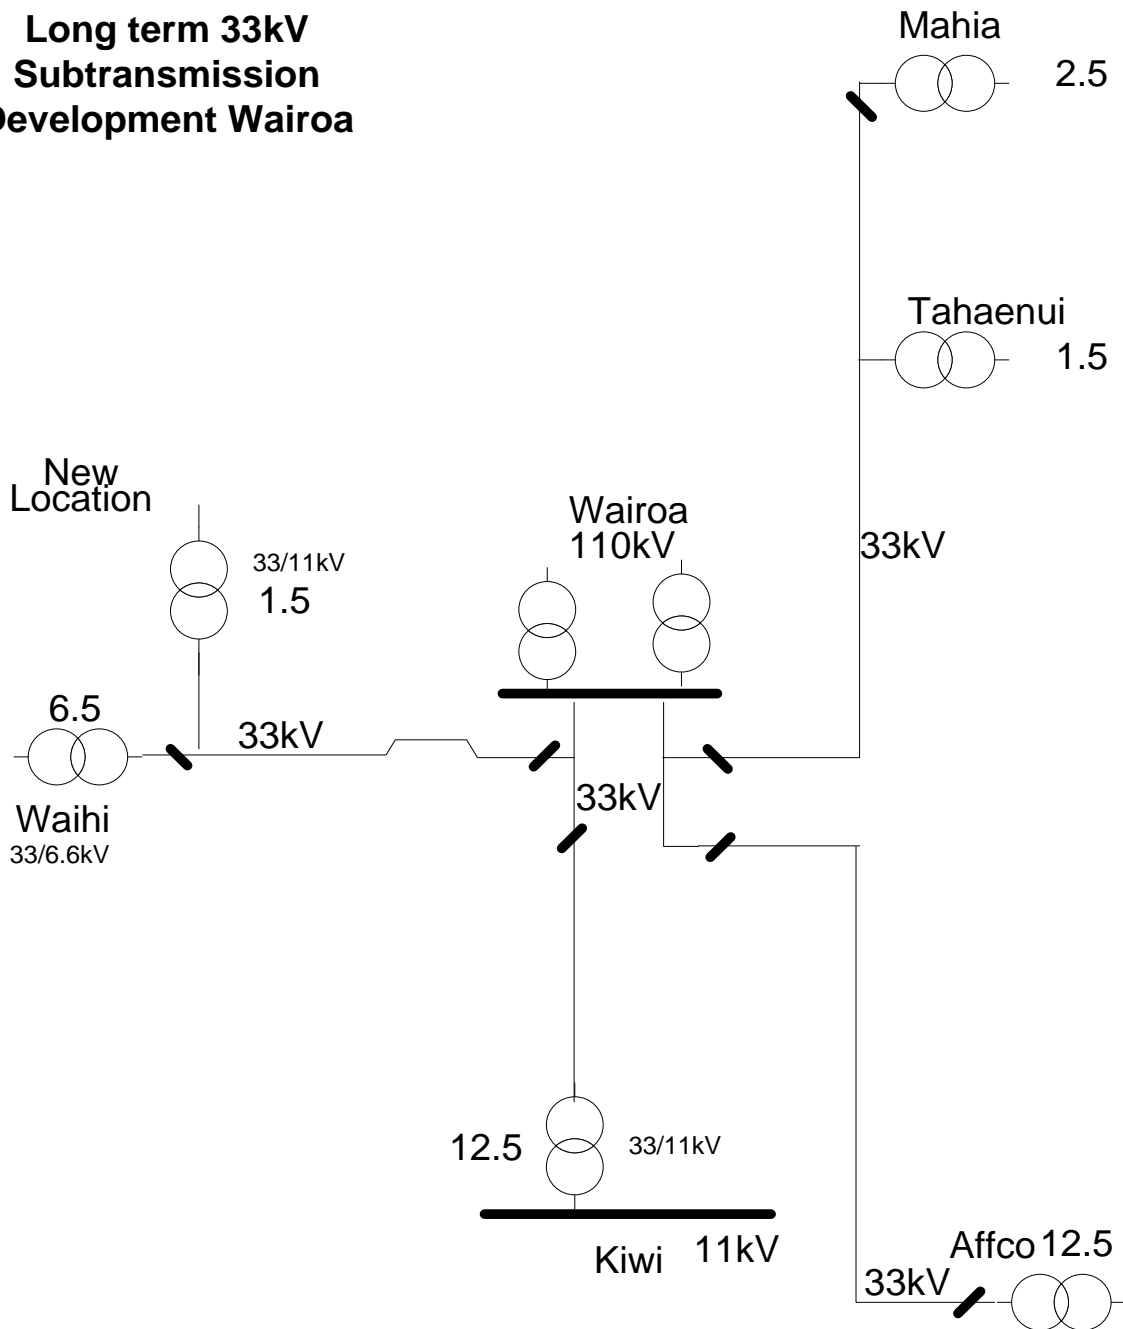 Long term 33kV
Subtransmission
Development Wairoa
Mahia
2.5
Tahaenui
1.5
New
Location
33/11kV
1.5
Wairoa
110kV
33kV
6.5
33kV
Waihi
33/6.6kV
33kV
12.5
33/11kV
Kiwi
11kV
Affco 12.5
33kV